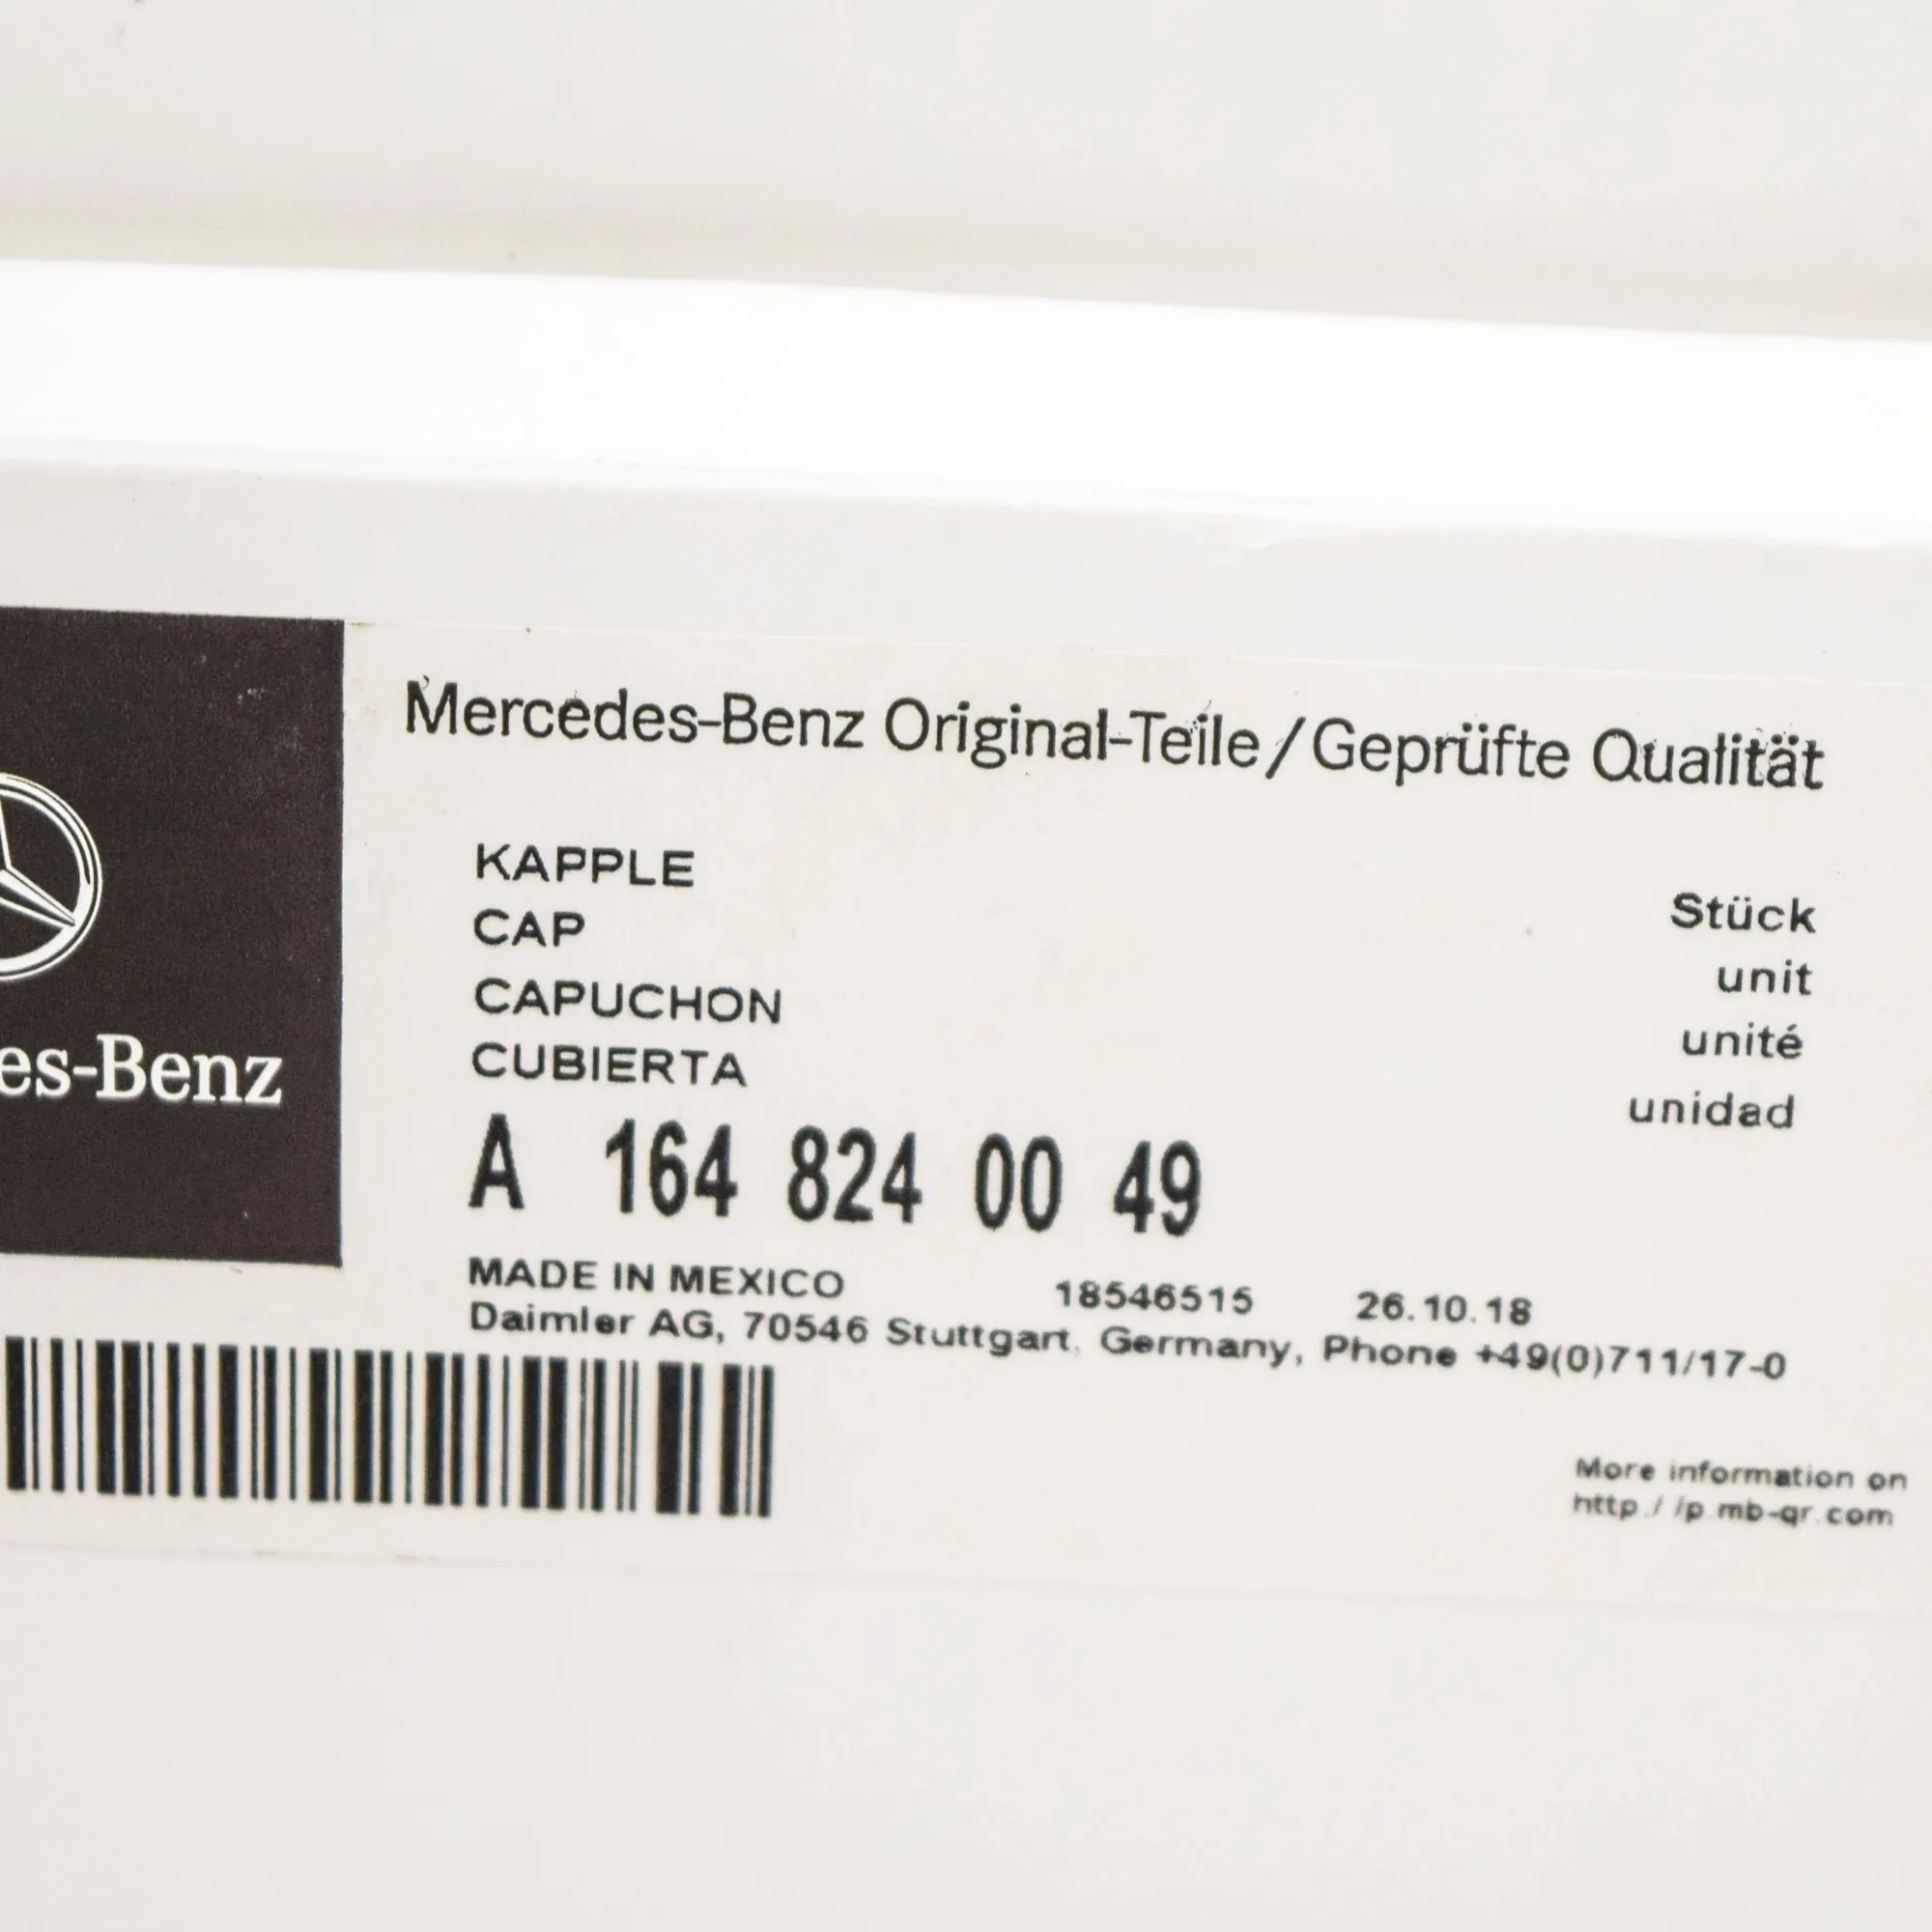 Mercedes-Benz Original-Teile/Geprüfte Qualität
es-Benz
KAPPLE
CAP
CAPUCHON
CUBIERTA
Stück
unit
unité
unidad
A 164 824 00 49
MADE IN MEXICO 18546515 26.10.18
Daimler AG, 70546 Stuttgart, Germany, Phone +49(0)711/17-0
More information on
http://p.mb-qr.com